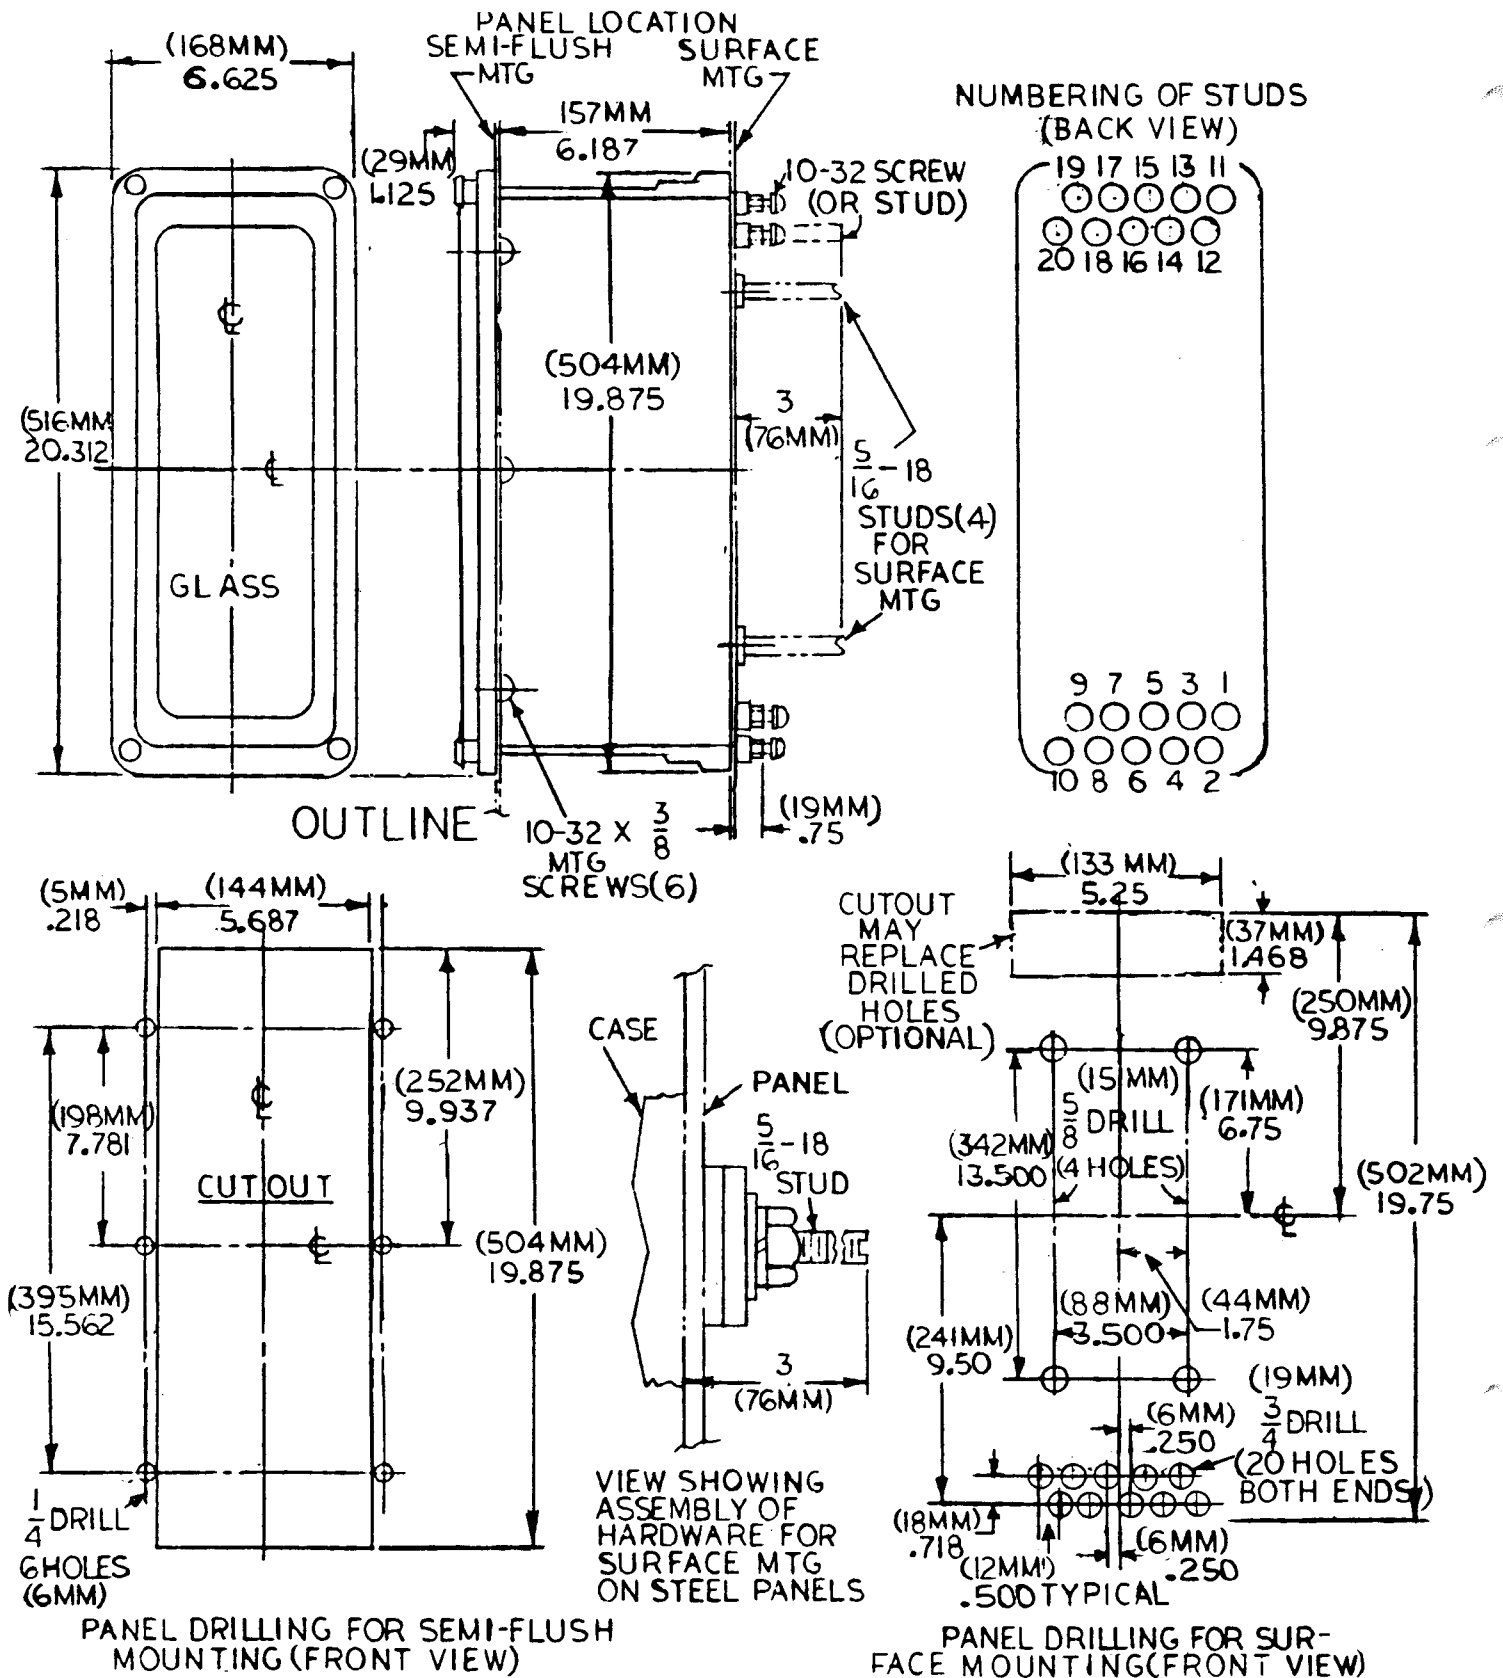 PANEL LOCATION
SEMI-FLUSH
MTG
SURFACE
MTG
(168MM)
6.625
157MM
6.187
(29MM)
1.125
10-32 SCREW
(OR STUD)
(504MM)
19.875
(516MM
20.312
3
(76MM)
5/16-18
STUDS(4)
FOR
SURFACE
MTG
GLASS
OUTLINE
10-32 X 3/8
MTG
SCREWS(6)
(19MM)
.75
NUMBERING OF STUDS
(BACK VIEW)
19 17 15 13 11
20 18 16 14 12
9 7 5 3 1
10 8 6 4 2
(5MM)
.218
(144MM)
5.687
(198MM)
7.781
(252MM)
9.937
CUTOUT
(504MM)
19.875
(395MM)
15.562
1/4 DRILL
6HOLES
(6MM)
PANEL DRILLING FOR SEMI-FLUSH
MOUNTING(FRONT VIEW)
CASE
PANEL
5/16-18
STUD
3
(76MM)
VIEW SHOWING
ASSEMBLY OF
HARDWARE FOR
SURFACE MTG
ON STEEL PANELS
(133 MM)
5.25
CUTOUT
MAY
REPLACE
DRILLED
HOLES
(OPTIONAL)
(37MM)
1.468
(250MM)
9.875
(15MM)
5/8 DRILL
(4 HOLES)
(171MM)
6.75
(342MM)
13.500
(502MM)
19.75
(88MM)
3.500
(44MM)
1.75
(241MM)
9.50
(6MM)
.250
(19MM)
3/4 DRILL
(20 HOLES
BOTH ENDS)
(18MM)
.718
(12MM)
.500 TYPICAL
(6MM)
.250
PANEL DRILLING FOR SUR-
FACE MOUNTING(FRONT VIEW)